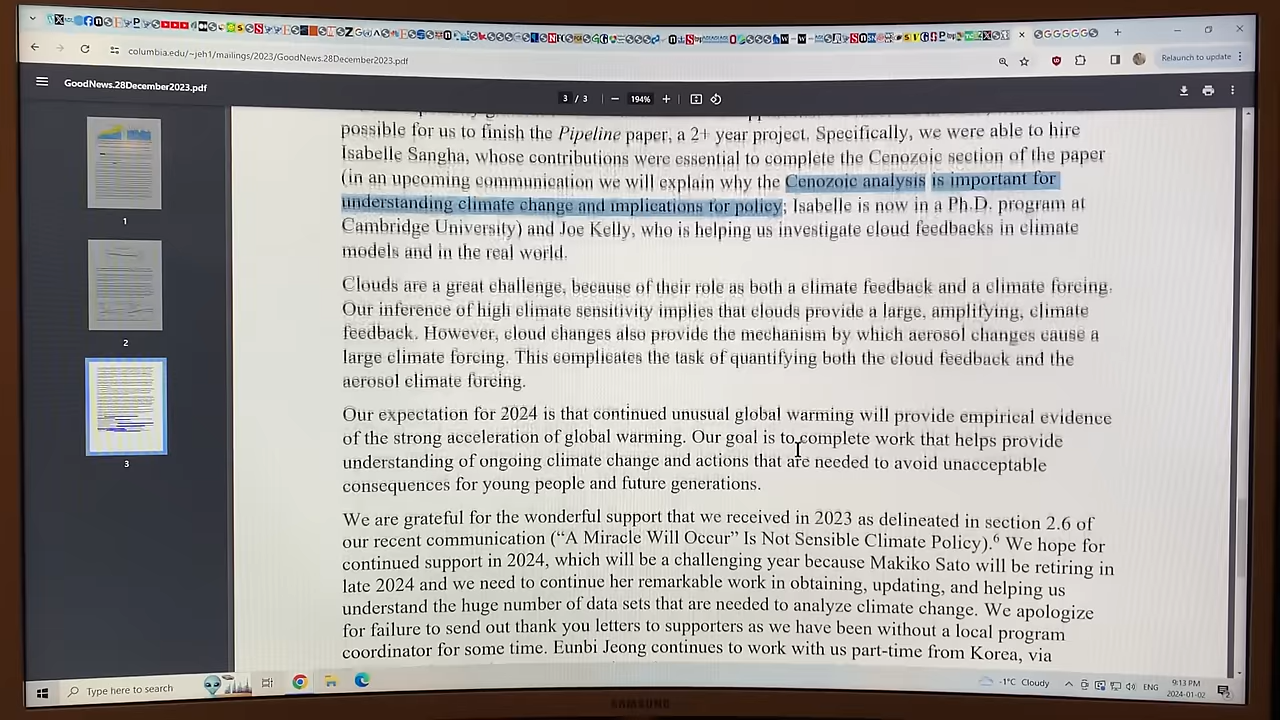 columbia.edu/~jeh1/mailings/2023/GoodNews.28December2023.pdf
Relaunch to update
GoodNews.28December2023.pdf
3 / 3
194%
1
2
3
possible for us to finish the Pipeline paper, a 2+ year project. Specifically, we were able to hire
Isabelle Sangha, whose contributions were essential to complete the Cenozoic section of the paper
(in an upcoming communication we will explain why the Cenozoic analysis is important for
understanding climate change and implications for policy; Isabelle is now in a Ph.D. program at
Cambridge University) and Joe Kelly, who is helping us investigate cloud feedbacks in climate
models and in the real world.
Clouds are a great challenge, because of their role as both a climate feedback and a climate forcing.
Our inference of high climate sensitivity implies that clouds provide a large, amplifying, climate
feedback. However, cloud changes also provide the mechanism by which aerosol changes cause a
large climate forcing. This complicates the task of quantifying both the cloud feedback and the
aerosol climate forcing.
Our expectation for 2024 is that continued unusual global warming will provide empirical evidence
of the strong acceleration of global warming. Our goal is to complete work that helps provide
understanding of ongoing climate change and actions that are needed to avoid unacceptable
consequences for young people and future generations.
We are grateful for the wonderful support that we received in 2023 as delineated in section 2.6 of
our recent communication (“A Miracle Will Occur” Is Not Sensible Climate Policy).6 We hope for
continued support in 2024, which will be a challenging year because Makiko Sato will be retiring in
late 2024 and we need to continue her remarkable work in obtaining, updating, and helping us
understand the huge number of data sets that are needed to analyze climate change. We apologize
for failure to send out thank you letters to supporters as we have been without a local program
coordinator for some time. Eunbi Jeong continues to work with us part-time from Korea, via
Type here to search
-1°C Cloudy
ENG
9:13 PM
2024-01-02
SAMSUNG